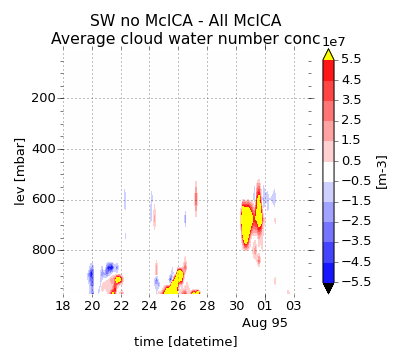 SW no McICA - All McICA
Average cloud water number conc
1e7
5.5
4.5
3.5
2.5
1.5
0.5
−0.5
−1.5
−2.5
−3.5
−4.5
−5.5
[m-3]
lev [mbar]
200
400
600
800
18 20 22 24 26 28 30 01 03
Aug 95
time [datetime]